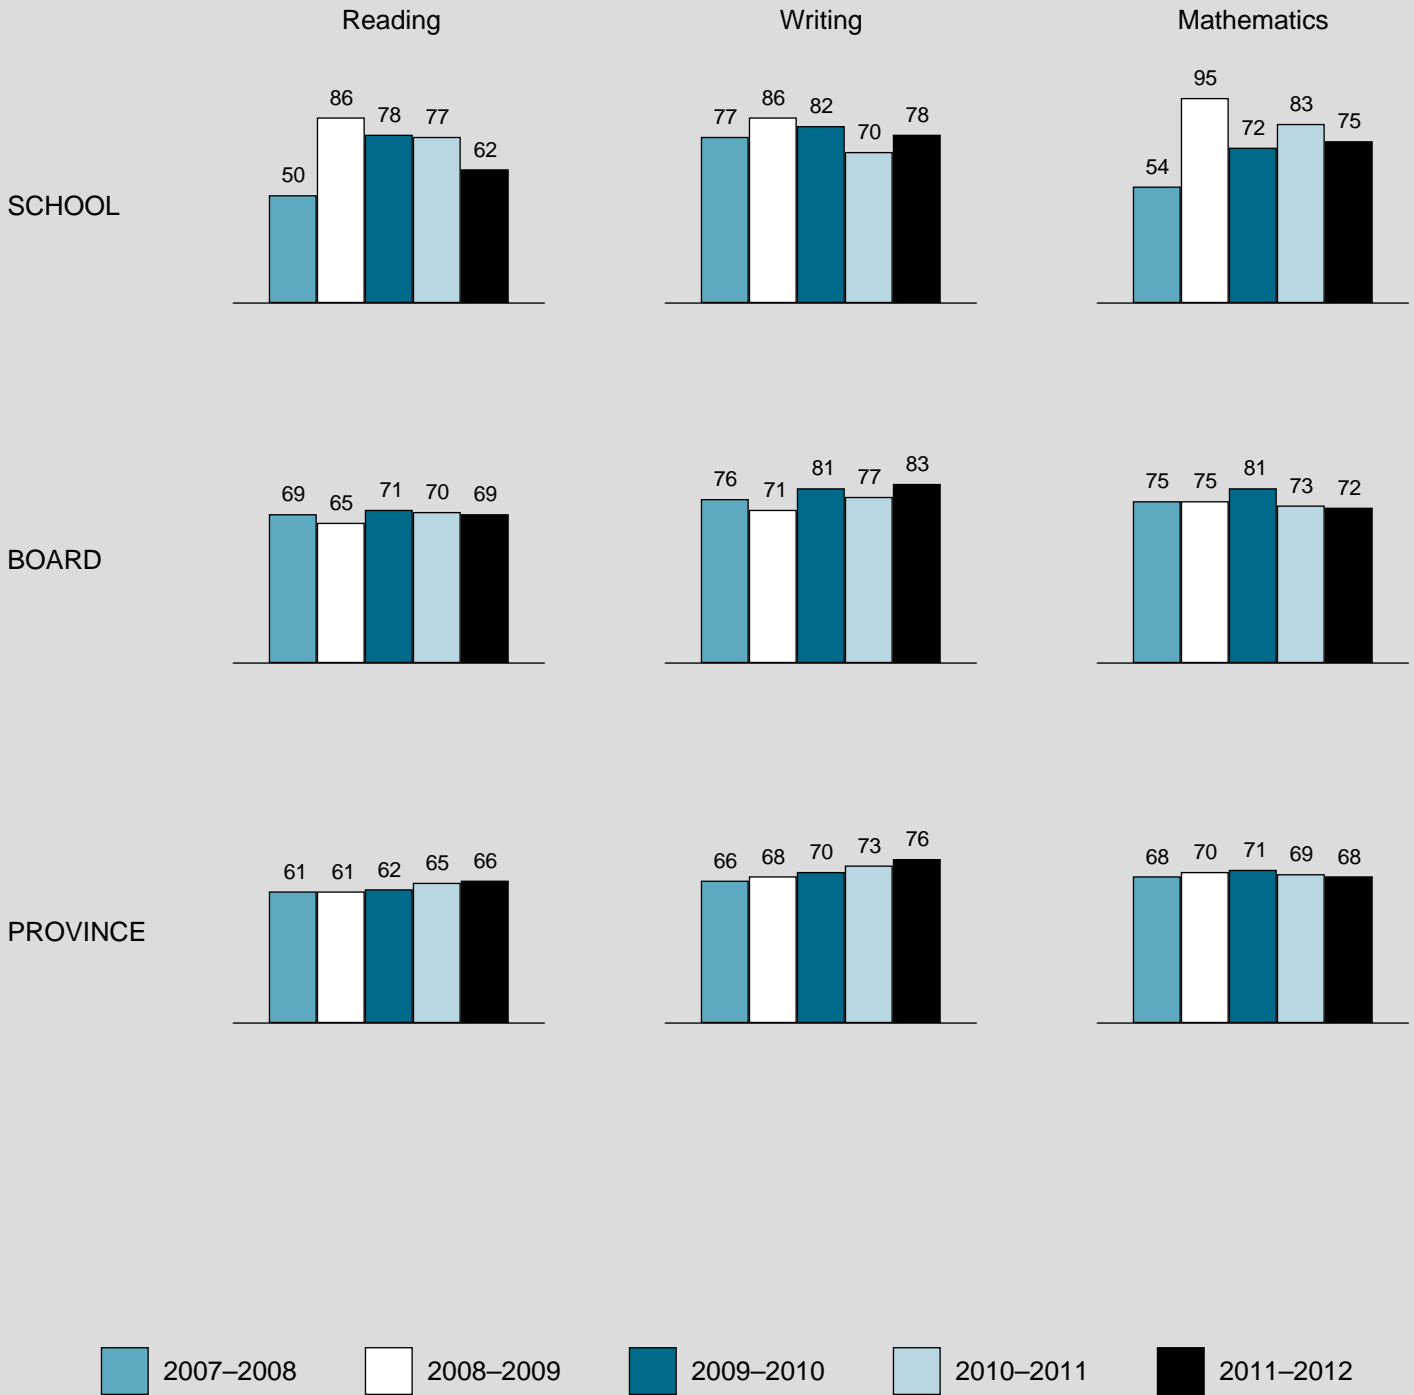 Reading Writing Mathematics
SCHOOL
50 86 78 77 62
77 86 82 70 78
54 95 72 83 75
BOARD
69 65 71 70 69
76 71 81 77 83
75 75 81 73 72
PROVINCE
61 61 62 65 66
66 68 70 73 76
68 70 71 69 68
2007–2008 2008–2009 2009–2010 2010–2011 2011–2012